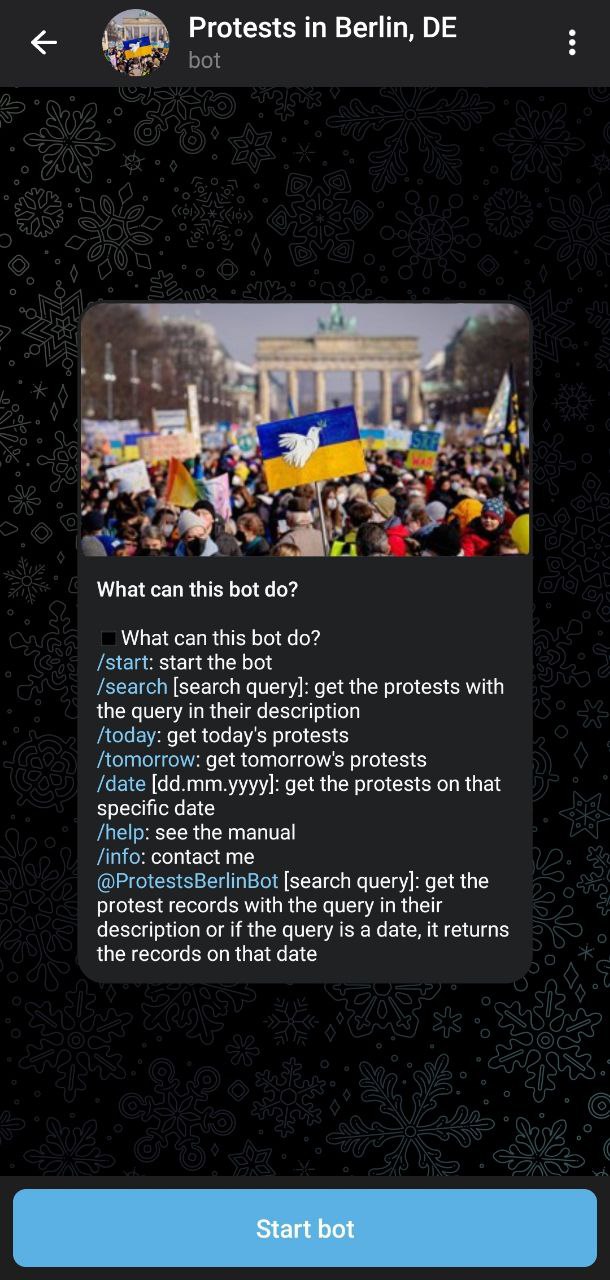 Protests in Berlin, DE
bot
What can this bot do?
What can this bot do?
/start: start the bot
/search [search query]: get the protests with
the query in their description
/today: get today's protests
/tomorrow: get tomorrow's protests
/date [dd.mm.yyyy]: get the protests on that
specific date
/help: see the manual
/info: contact me
@ProtestsBerlinBot [search query]: get the
protest records with the query in their
description or if the query is a date, it returns
the records on that date
Start bot